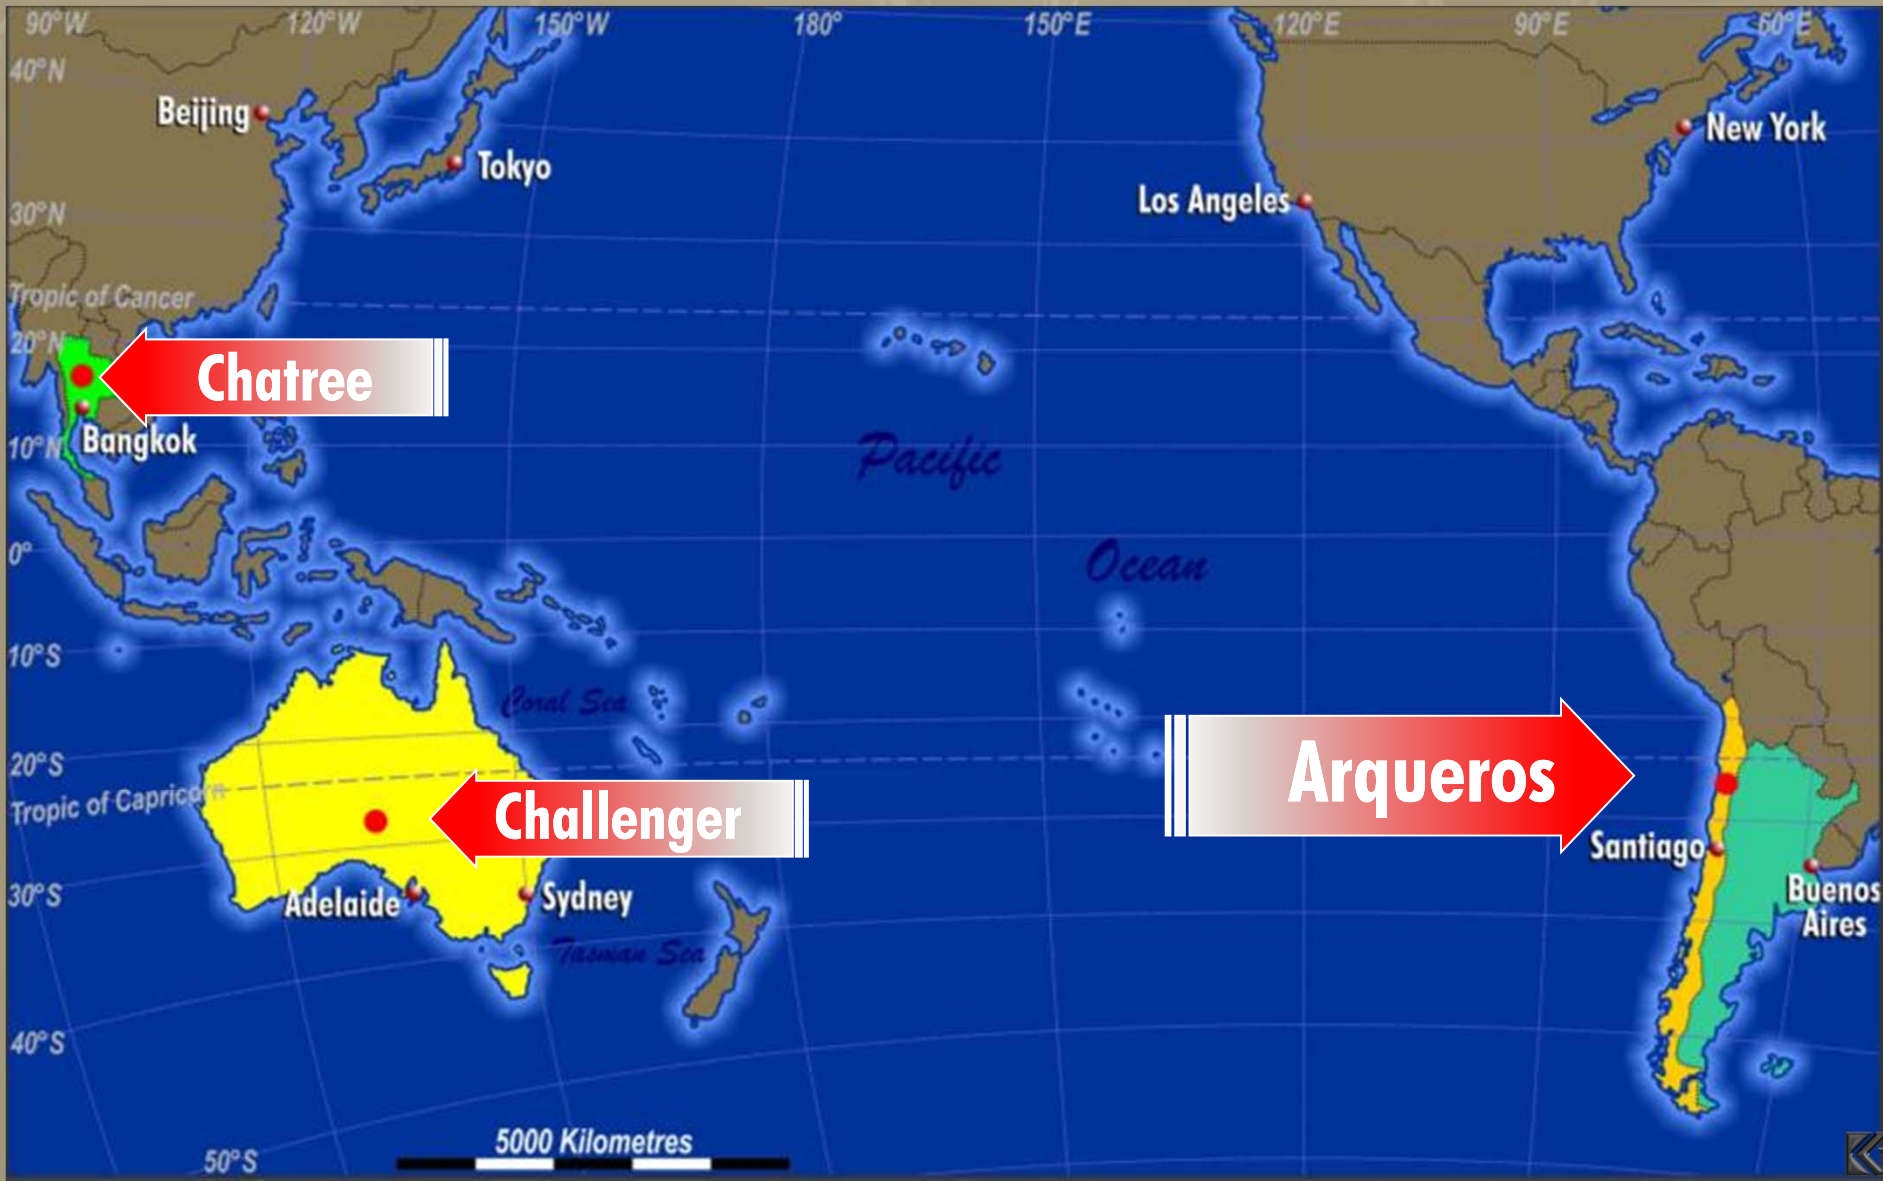 90°W 120°W 150°W 180° 150°E 120°E 90°E 60°E
40°N
Beijing
New York
Tokyo
Los Angeles
30°N
Tropic of Cancer
20°N
Chatree
Bangkok
10°N
Pacific
0°
Ocean
10°S
Coral Sea
20°S
Arqueros
Tropic of Capricorn
Challenger
Santiago
30°S
Adelaide
Sydney
Buenos
Aires
Tasman Sea
40°S
5000 Kilometres
50°S